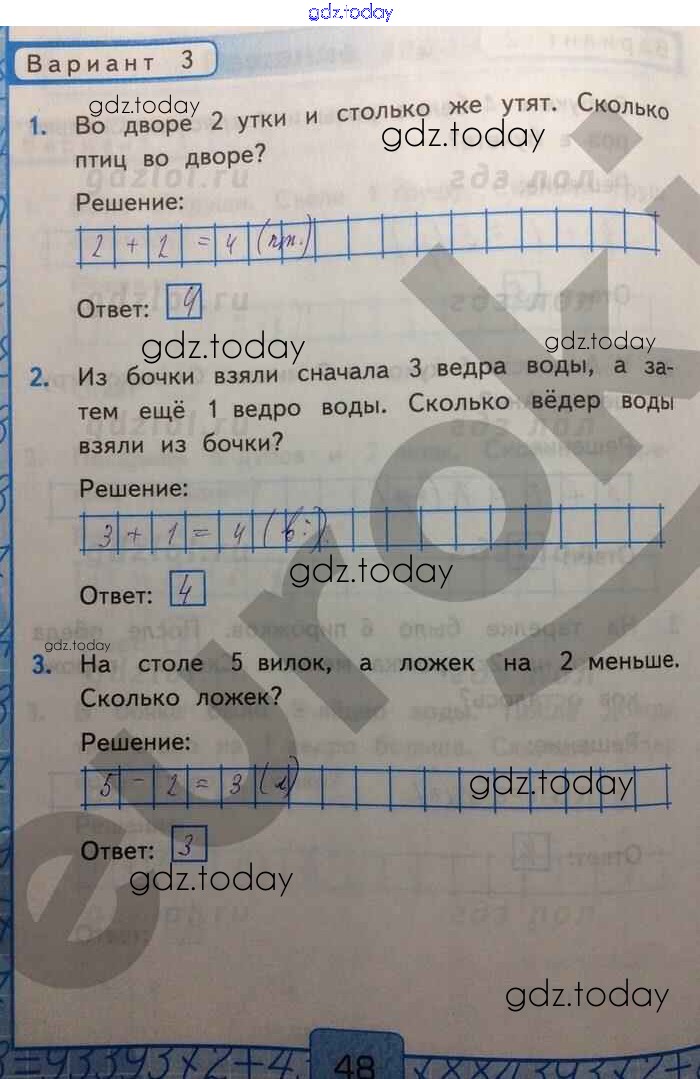 gdz.today
Вариант 3
gdz.today
1. Во дворе 2 утки и столько же утят. Сколько
gdz.today
птиц во дворе?
Решение:
2 + 2 = 4 (пт.)
Ответ: 4
gdz.today
gdz.today
2. Из бочки взяли сначала 3 ведра воды, а за-
тем ещё 1 ведро воды. Сколько вёдер воды
взяли из бочки?
Решение:
3 + 1 = 4 (в.)
gdz.today
Ответ: 4
gdz.today
3. На столе 5 вилок, а ложек на 2 меньше.
Сколько ложек?
Решение:
5 - 2 = 3 (л)
gdz.today
Ответ: 3
gdz.today
gdz.today
48
euroki